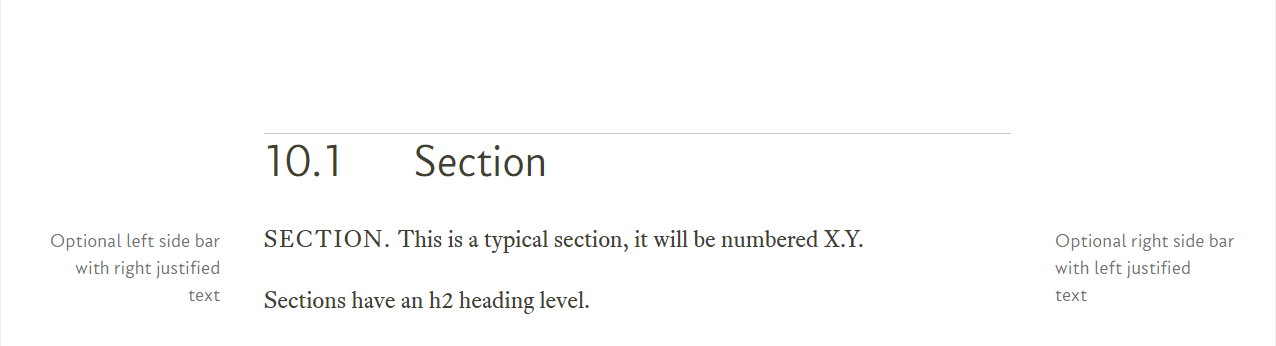 10.1 Section
Optional left side bar
with right justified
text
SECTION. This is a typical section, it will be numbered X.Y.
Sections have an h2 heading level.
Optional right side bar
with left justified
text